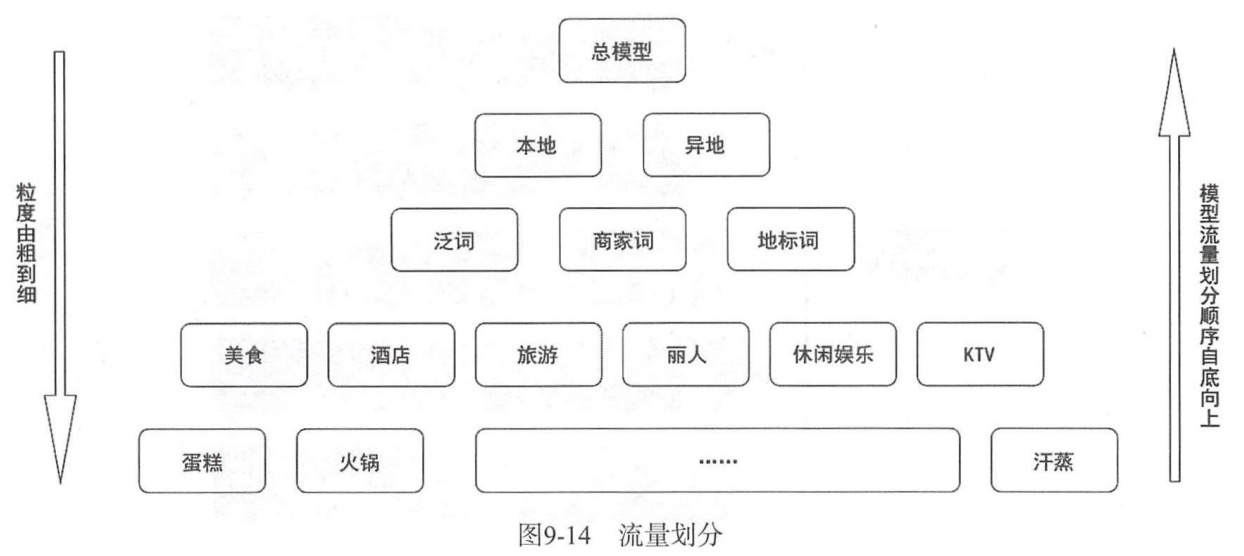 总模型
本地 异地
泛词 商家词 地标词
美食 酒店 旅游 丽人 休闲娱乐 KTV
蛋糕 火锅 …… 汗蒸
粒度由粗到细
模型流量划分顺序自底向上
图9-14 流量划分